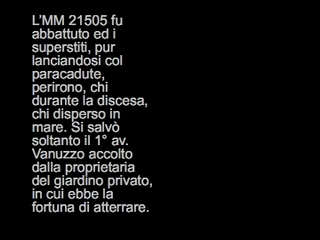 L'MM 21505 fu
abbattuto ed i
superstiti, pur
lanciandosi col
paracadute,
perirono, chi
durante la discesa,
chi disperso in
mare. Si salvò
soltanto il 1° av.
Vanuzzo accolto
dalla proprietaria
del giardino privato,
in cui ebbe la
fortuna di atterrare.